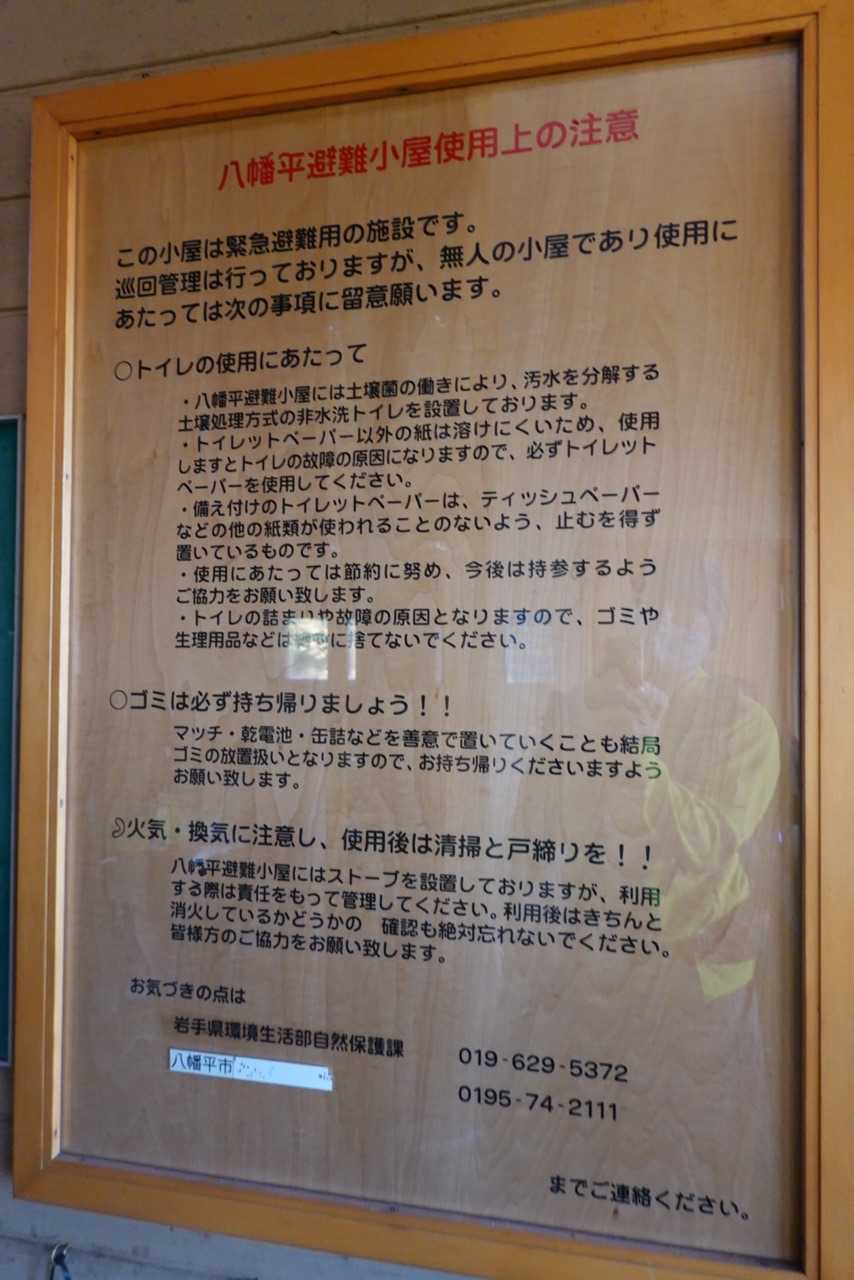 八幡平避難小屋使用上の注意
この小屋は緊急避難用の施設です。
巡回管理は行っておりますが、無人の小屋であり使用に
あたっては次の事項に留意願います。
○トイレの使用にあたって
・八幡平避難小屋には土壌菌の働きにより、汚水を分解する
土壌処理方式の非水洗トイレを設置しております。
・トイレットペーパー以外の紙は溶けにくいため、使用
しますとトイレの故障の原因になりますので、必ずトイレット
ペーパーを使用してください。
・備え付けのトイレットペーパーは、ティッシュペーパー
などの他の紙類が使われることのないよう、止むを得ず
置いているものです。
・使用にあたっては節約に努め、今後は持参するよう
ご協力をお願い致します。
・トイレの詰まりや故障の原因となりますので、ゴミや
生理用品などは絶対に捨てないでください。
○ゴミは必ず持ち帰りましょう！！
マッチ・乾電池・缶詰などを善意で置いていくことも結局
ゴミの放置扱いとなりますので、お持ち帰りくださいますよう
お願い致します。
火気・換気に注意し、使用後は清掃と戸締りを！！
八幡平避難小屋にはストーブを設置しておりますが、利用
する際は責任をもって管理してください。利用後はきちんと
消火しているかどうかの　確認も絶対忘れないでください。
皆様方のご協力をお願い致します。
お気づきの点は
岩手県環境生活部自然保護課 019-629-5372
八幡平市 0195-74-2111
までご連絡ください。